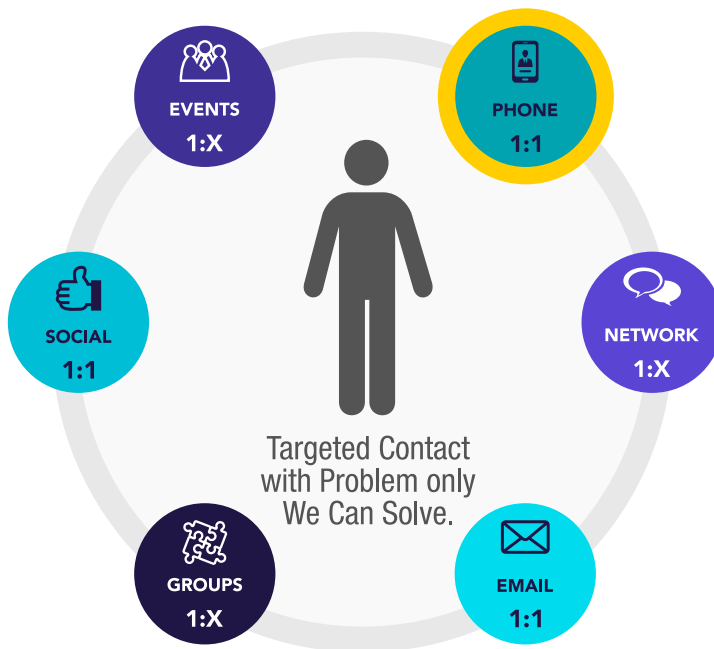 EVENTS
1:X
PHONE
1:1
SOCIAL
1:1
NETWORK
1:X
Targeted Contact
with Problem only
We Can Solve.
GROUPS
1:X
EMAIL
1:1